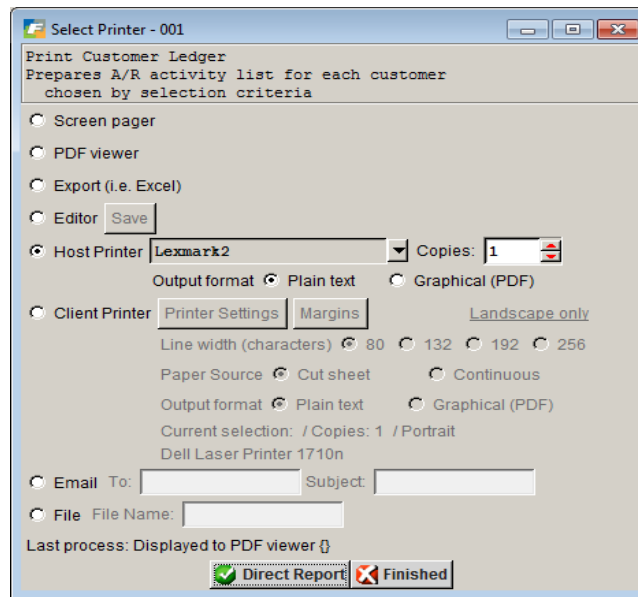 Select Printer - 001
Print Customer Ledger
Prepares A/R activity list for each customer
chosen by selection criteria
Screen pager
PDF viewer
Export (i.e. Excel)
Editor Save
Host Printer Lexmark2 Copies: 1
Output format Plain text Graphical (PDF)
Client Printer Printer Settings Margins Landscape only
Line width (characters) 80 132 192 256
Paper Source Cut sheet Continuous
Output format Plain text Graphical (PDF)
Current selection: / Copies: 1 / Portrait
Dell Laser Printer 1710n
Email To: Subject:
File File Name:
Last process: Displayed to PDF viewer {}
Direct Report Finished